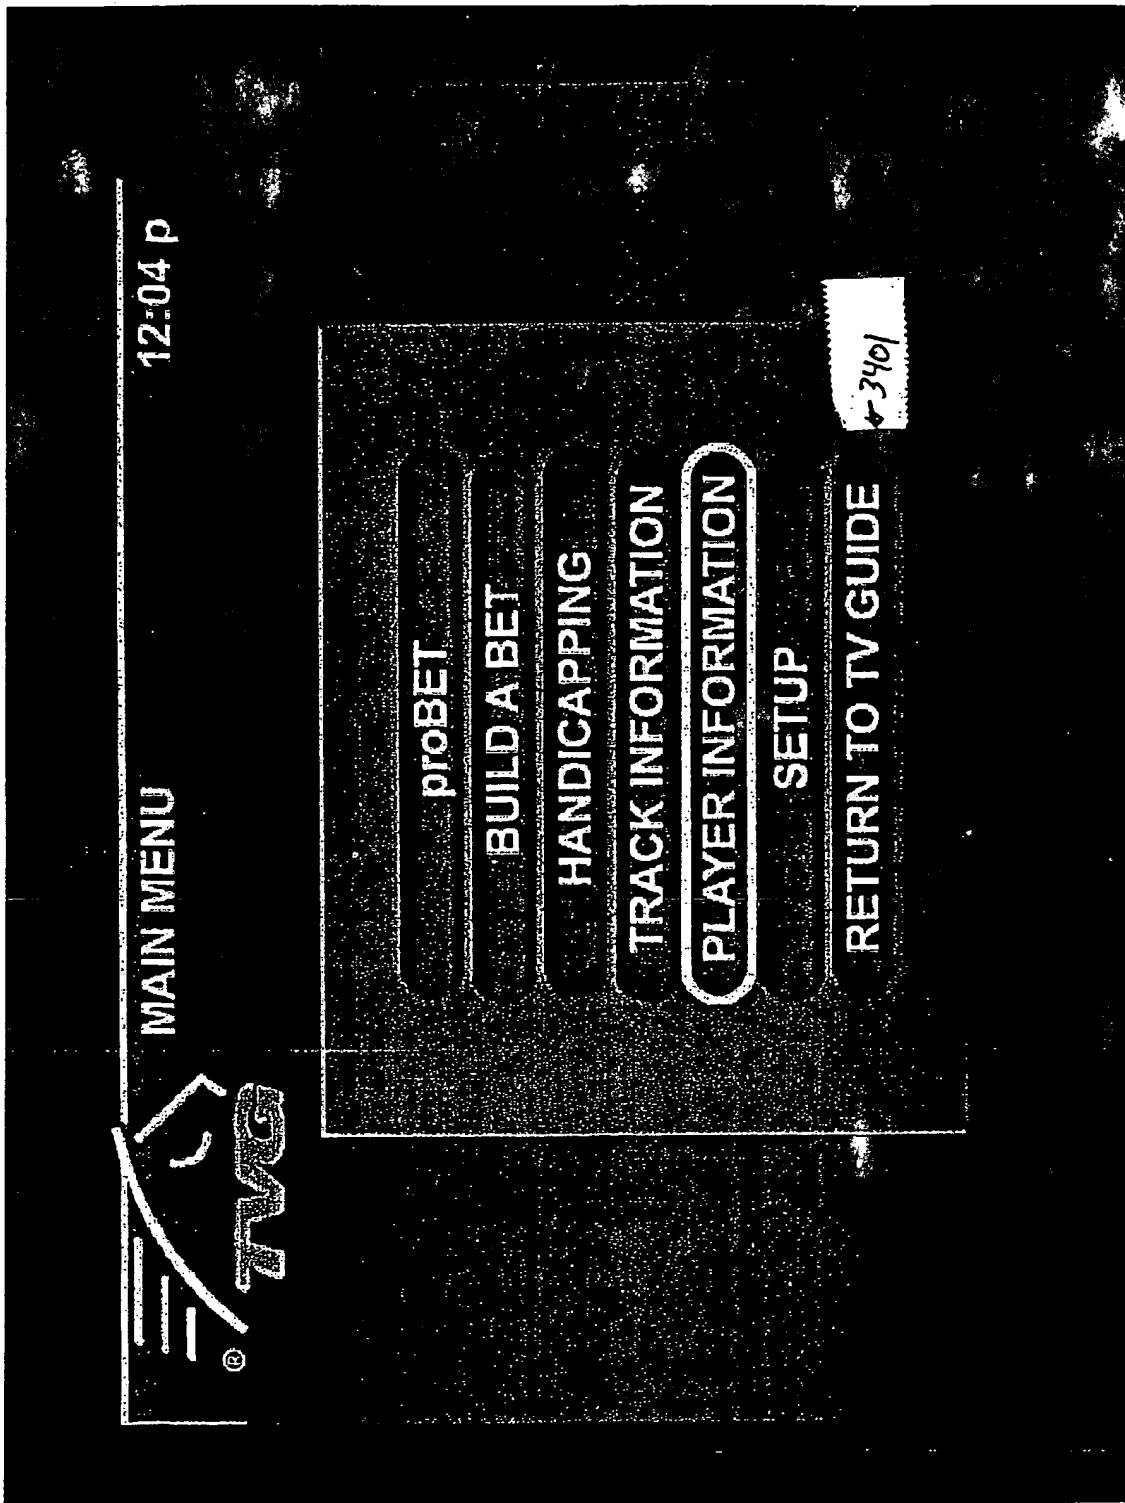 MAIN MENU 12:04 p
TVG
®
proBET
BUILD A BET
HANDICAPPING
TRACK INFORMATION
PLAYER INFORMATION
SETUP
RETURN TO TV GUIDE
3401